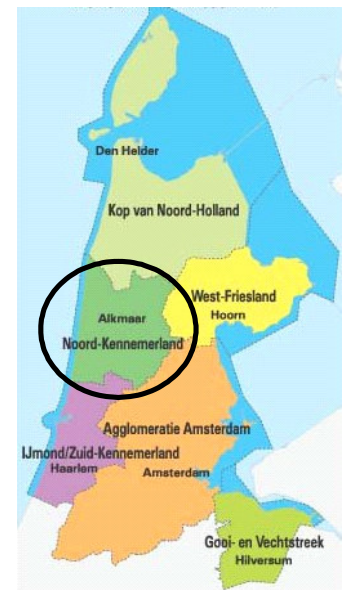 Den Helder
Kop van Noord-Holland
West-Friesland
Hoorn
Alkmaar
Noord-Kennemerland
Agglomeratie Amsterdam
IJmond/Zuid-Kennemerland
Haarlem
Amsterdam
Gooi- en Vechtstreek
Hilversum